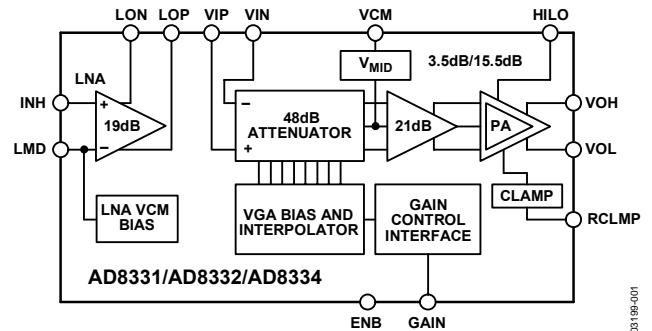 LON LOP VIP VIN VCM HILO
LNA
V_MID
3.5dB/15.5dB
INH
+
19dB
−
LMD
−
48dB
ATTENUATOR
+
21dB
PA
VOH
VOL
CLAMP
RCLMP
LNA VCM
BIAS
VGA BIAS AND
INTERPOLATOR
GAIN
CONTROL
INTERFACE
AD8331/AD8332/AD8334
ENB GAIN
03199-001